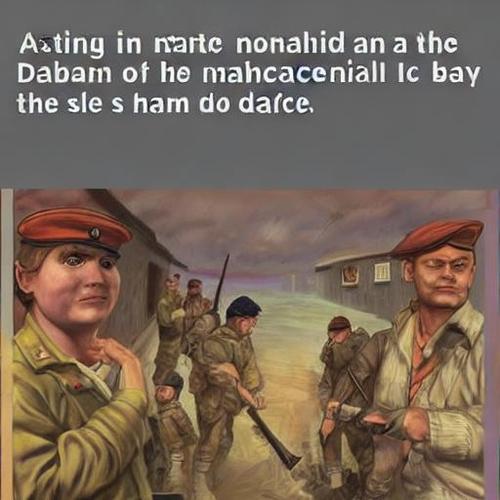 Asting in narte nonahid an a the
Dabam of he mahcaceniall Ic bay
the sle s ham do dafce.